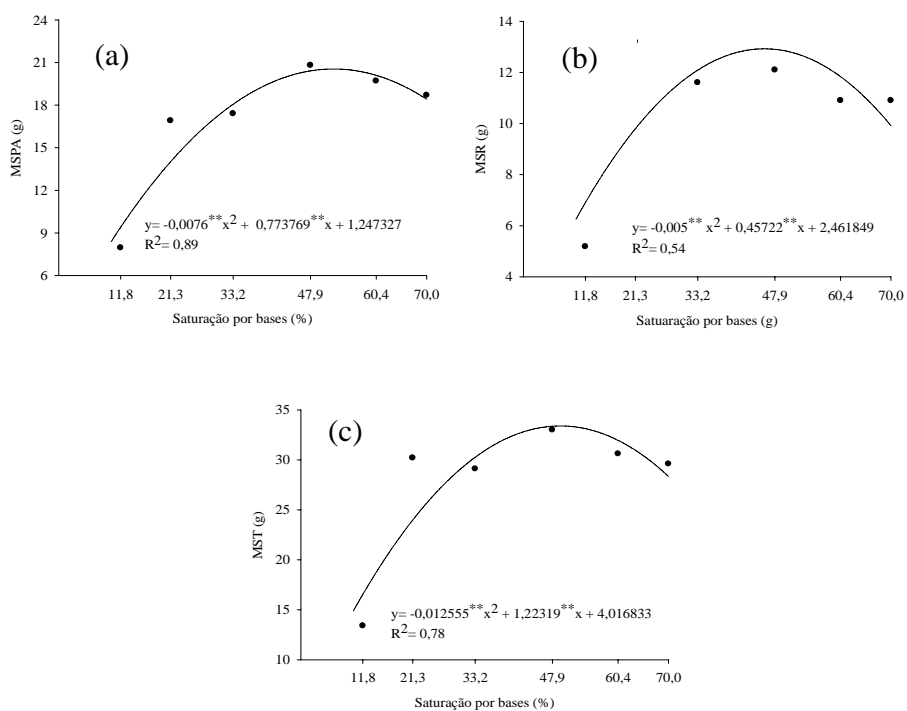 (a)
24
21
18
15
12
9
6
MSPA (g)
y= -0,0076**x2 + 0,773769**x + 1,247327
R2= 0,89
11,8 21,3 33,2 47,9 60,4 70,0
Saturação por bases (%)
(b)
14
12
10
8
6
4
MSR (g)
y= -0,005** x2 + 0,45722**x + 2,461849
R2= 0,54
11,8 21,3 33,2 47,9 60,4 70,0
Satuaração por bases (g)
(c)
35
30
25
20
15
10
MST (g)
y= -0,012555**x2 + 1,22319**x + 4,016833
R2= 0,78
11,8 21,3 33,2 47,9 60,4 70,0
Saturação por bases (%)